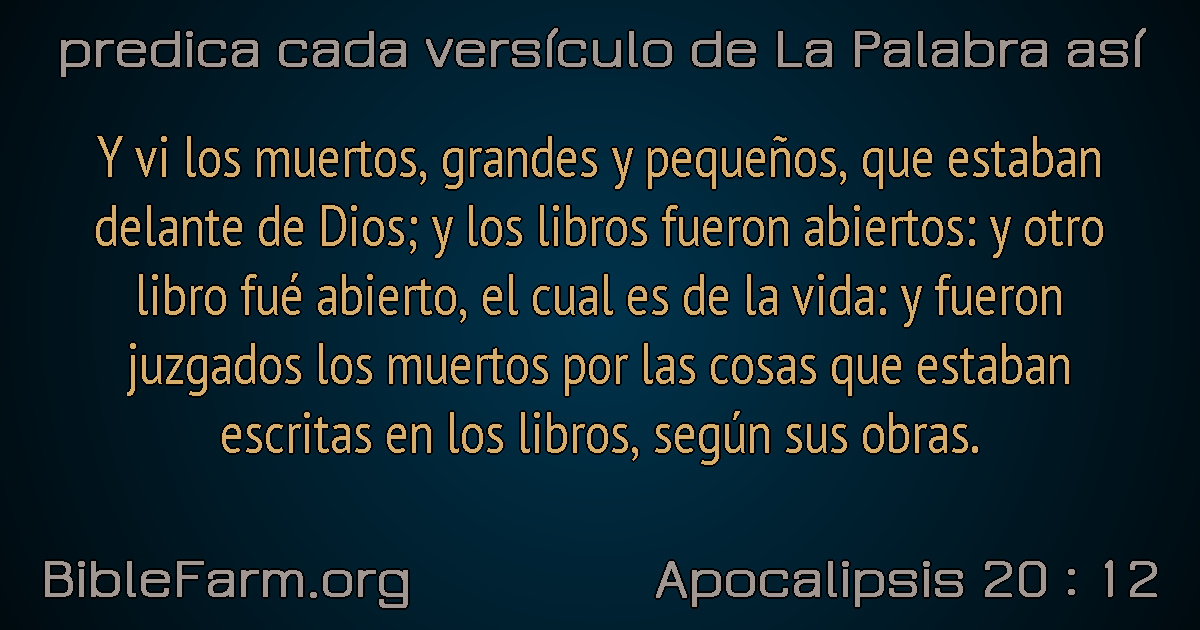 predica cada versículo de La Palabra así
Y vi los muertos, grandes y pequeños, que estaban
delante de Dios; y los libros fueron abiertos: y otro
libro fué abierto, el cual es de la vida: y fueron
juzgados los muertos por las cosas que estaban
escritas en los libros, según sus obras.
BibleFarm.org
Apocalipsis 20 : 12